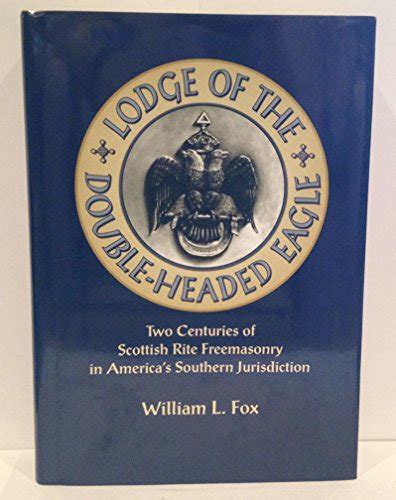 LODGE OF THE
DOUBLE-HEADED EAGLE
Two Centuries of
Scottish Rite Freemasonry
in America's Southern Jurisdiction
William L. Fox